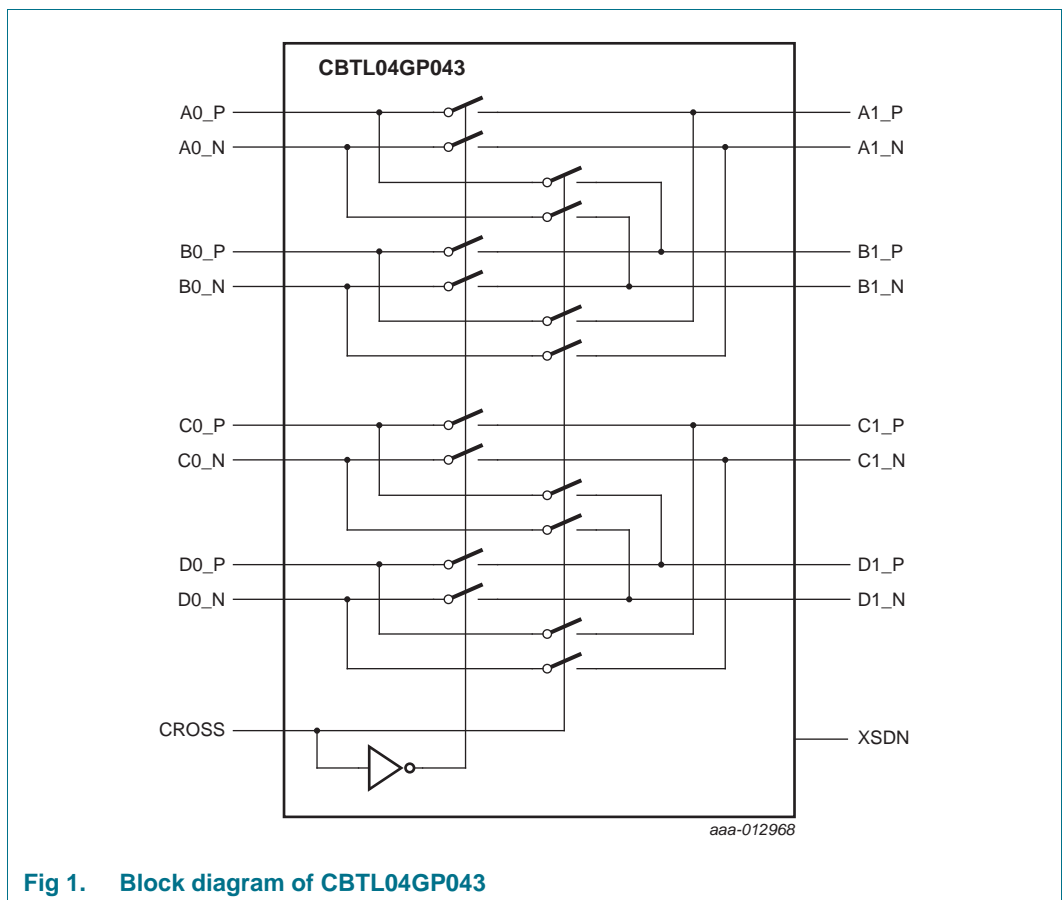 CBTL04GP043
A0_P
A1_P
A0_N
A1_N
B0_P
B1_P
B0_N
B1_N
C0_P
C1_P
C0_N
C1_N
D0_P
D1_P
D0_N
D1_N
CROSS
XSDN
aaa-012968
Fig 1. Block diagram of CBTL04GP043